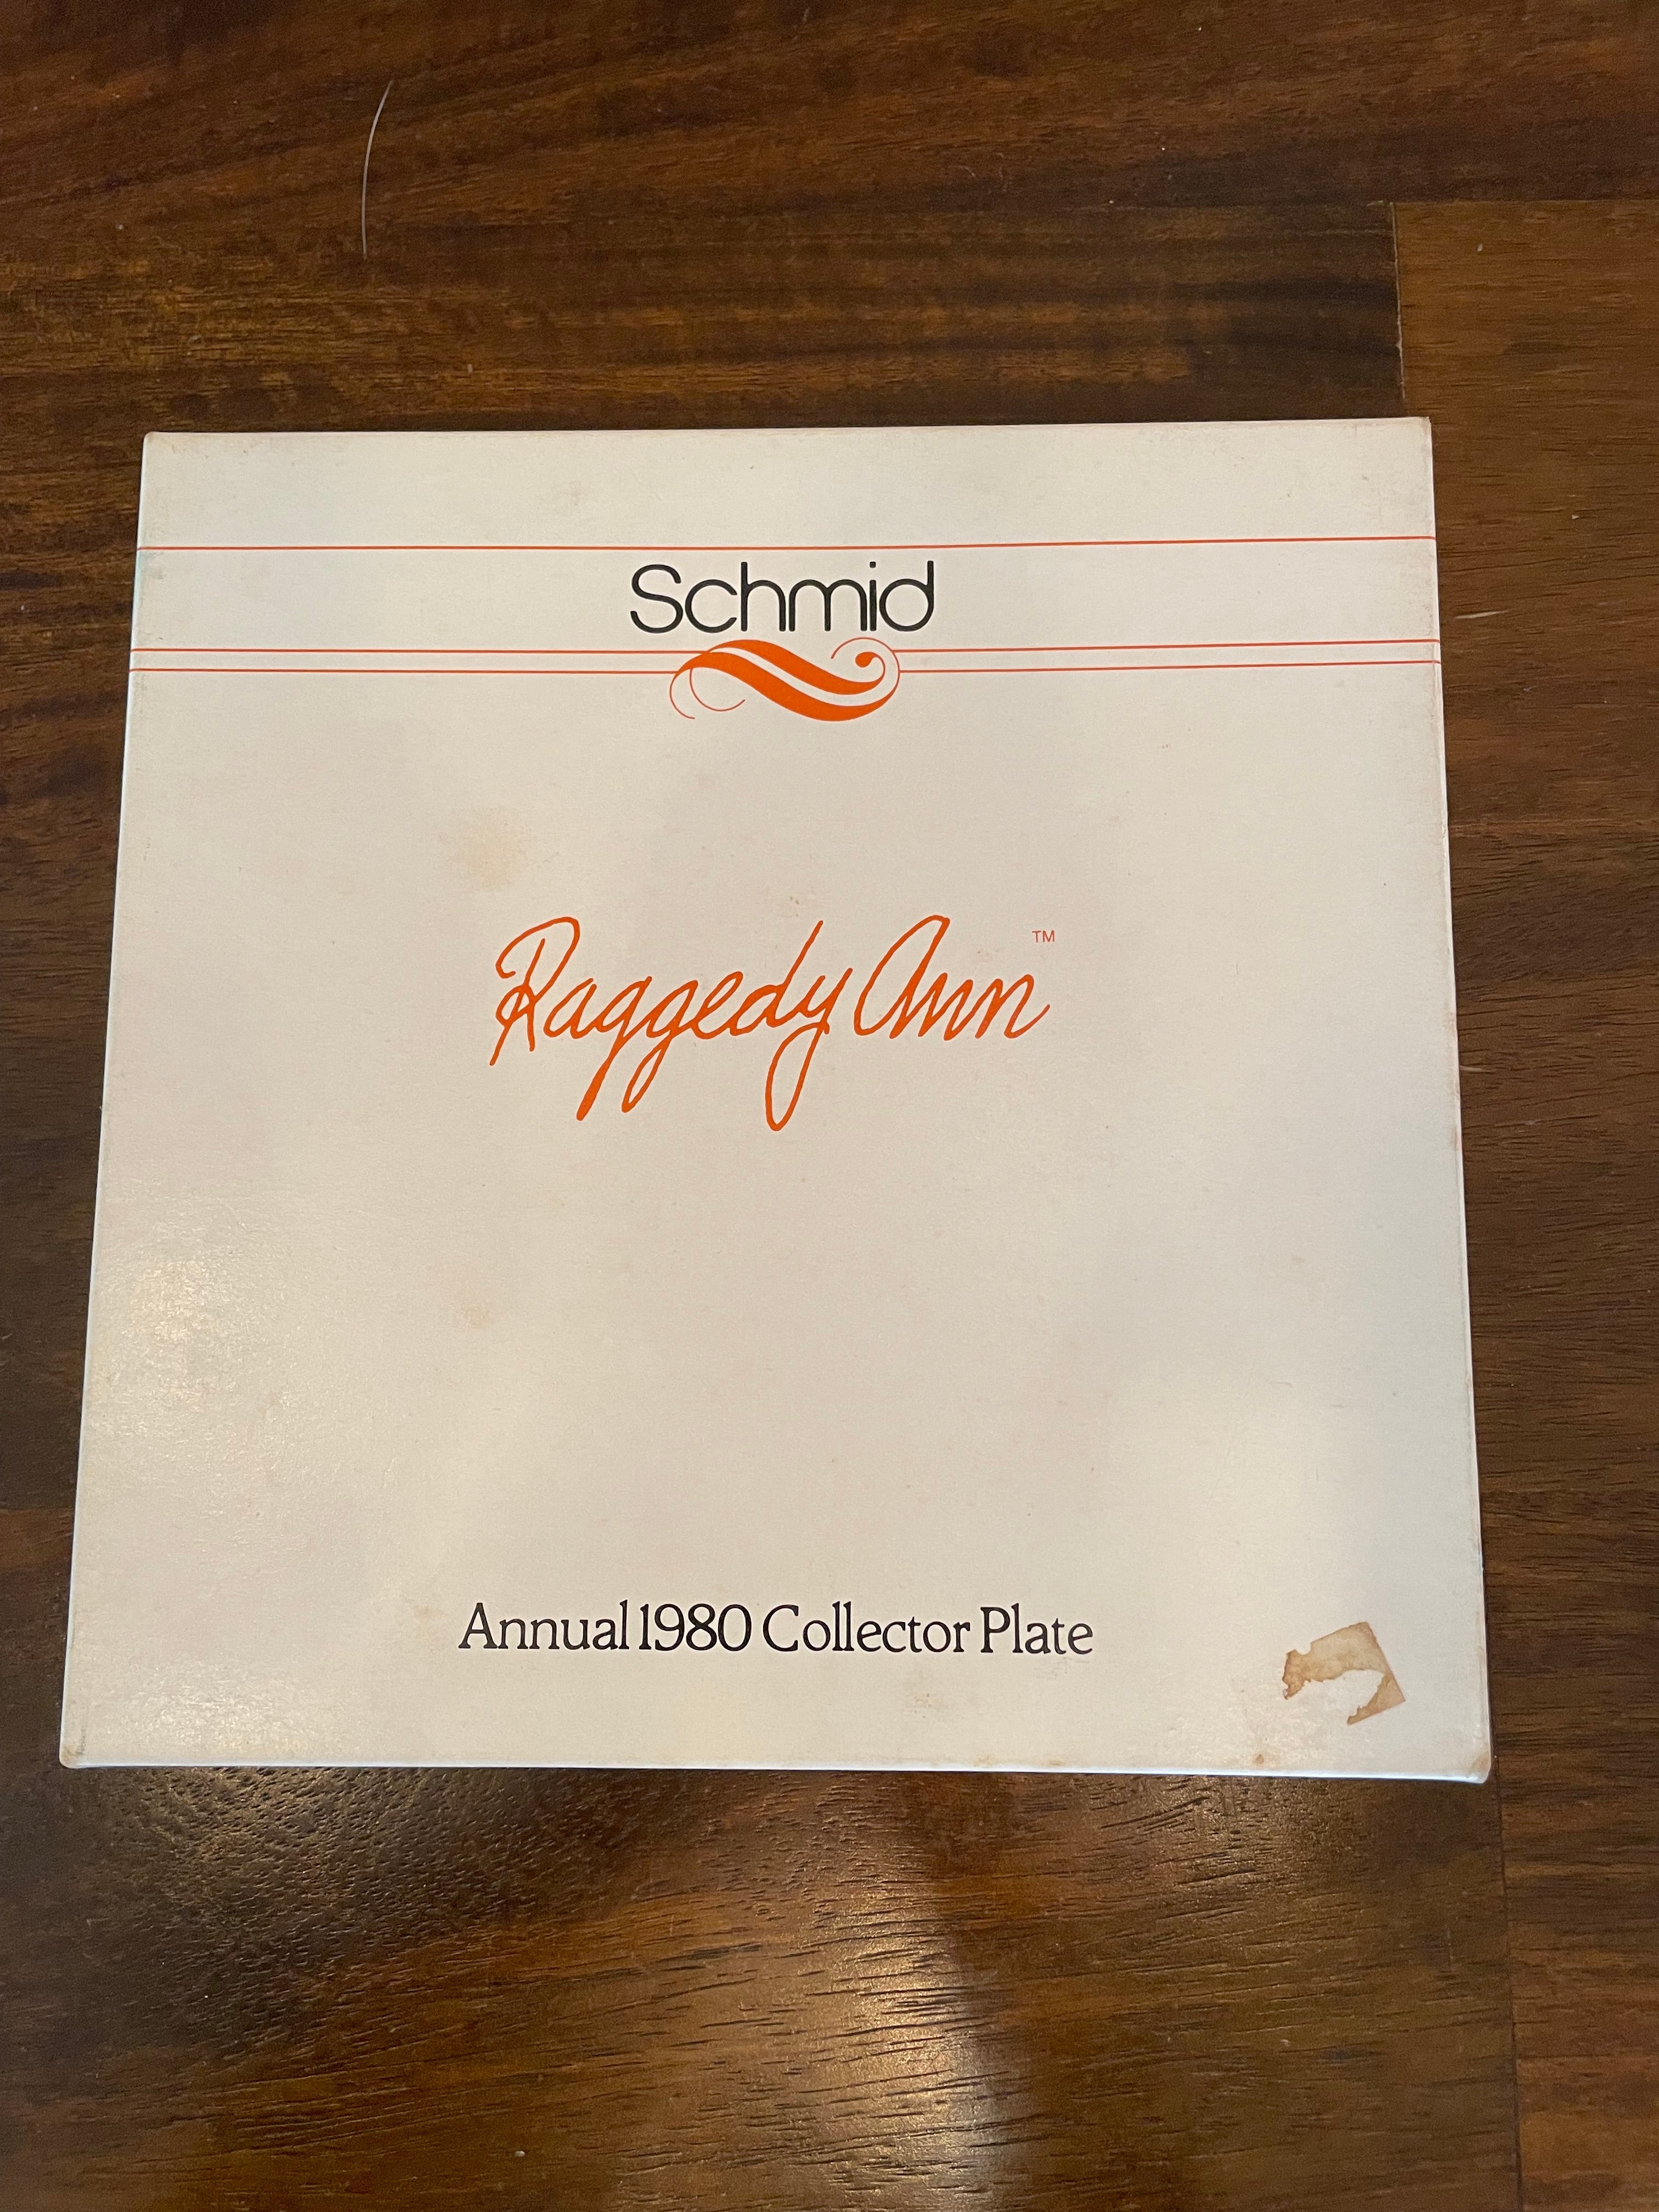 Schmid
Raggedy Ann™
Annual 1980 Collector Plate